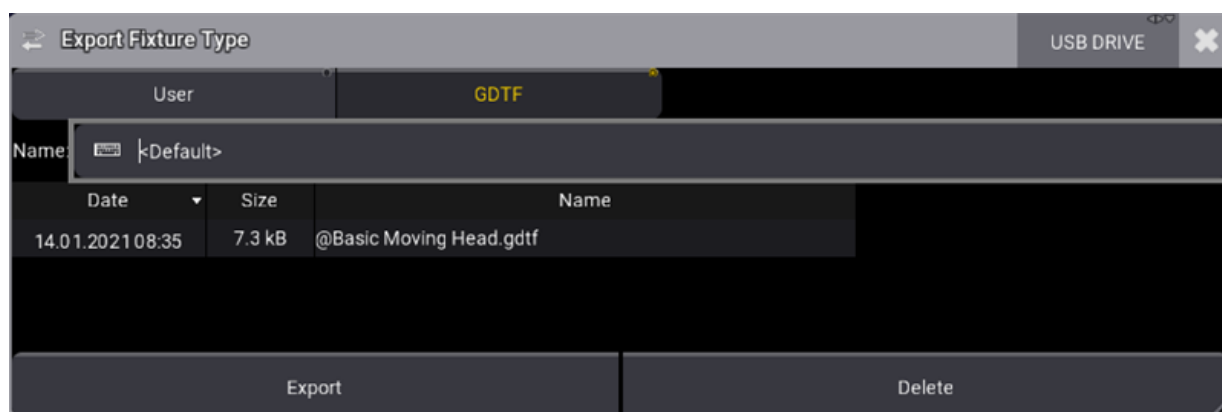 Export Fixture Type USB DRIVE
User GDTF
Name: <Default>
Date Size Name
14.01.2021 08:35 7.3 kB @Basic Moving Head.gdtf
Export Delete